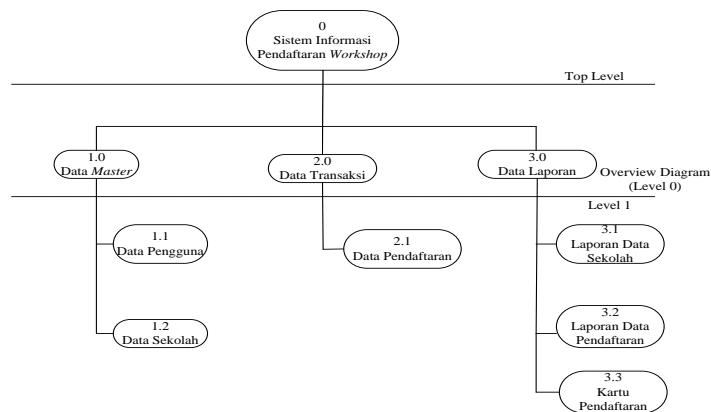 0
Sistem Informasi
Pendaftaran Workshop
Top Level
1.0
Data Master
2.0
Data Transaksi
3.0
Data Laporan
Overview Diagram
(Level 0)
Level 1
1.1
Data Pengguna
2.1
Data Pendaftaran
3.1
Laporan Data
Sekolah
1.2
Data Sekolah
3.2
Laporan Data
Pendaftaran
3.3
Kartu
Pendaftaran